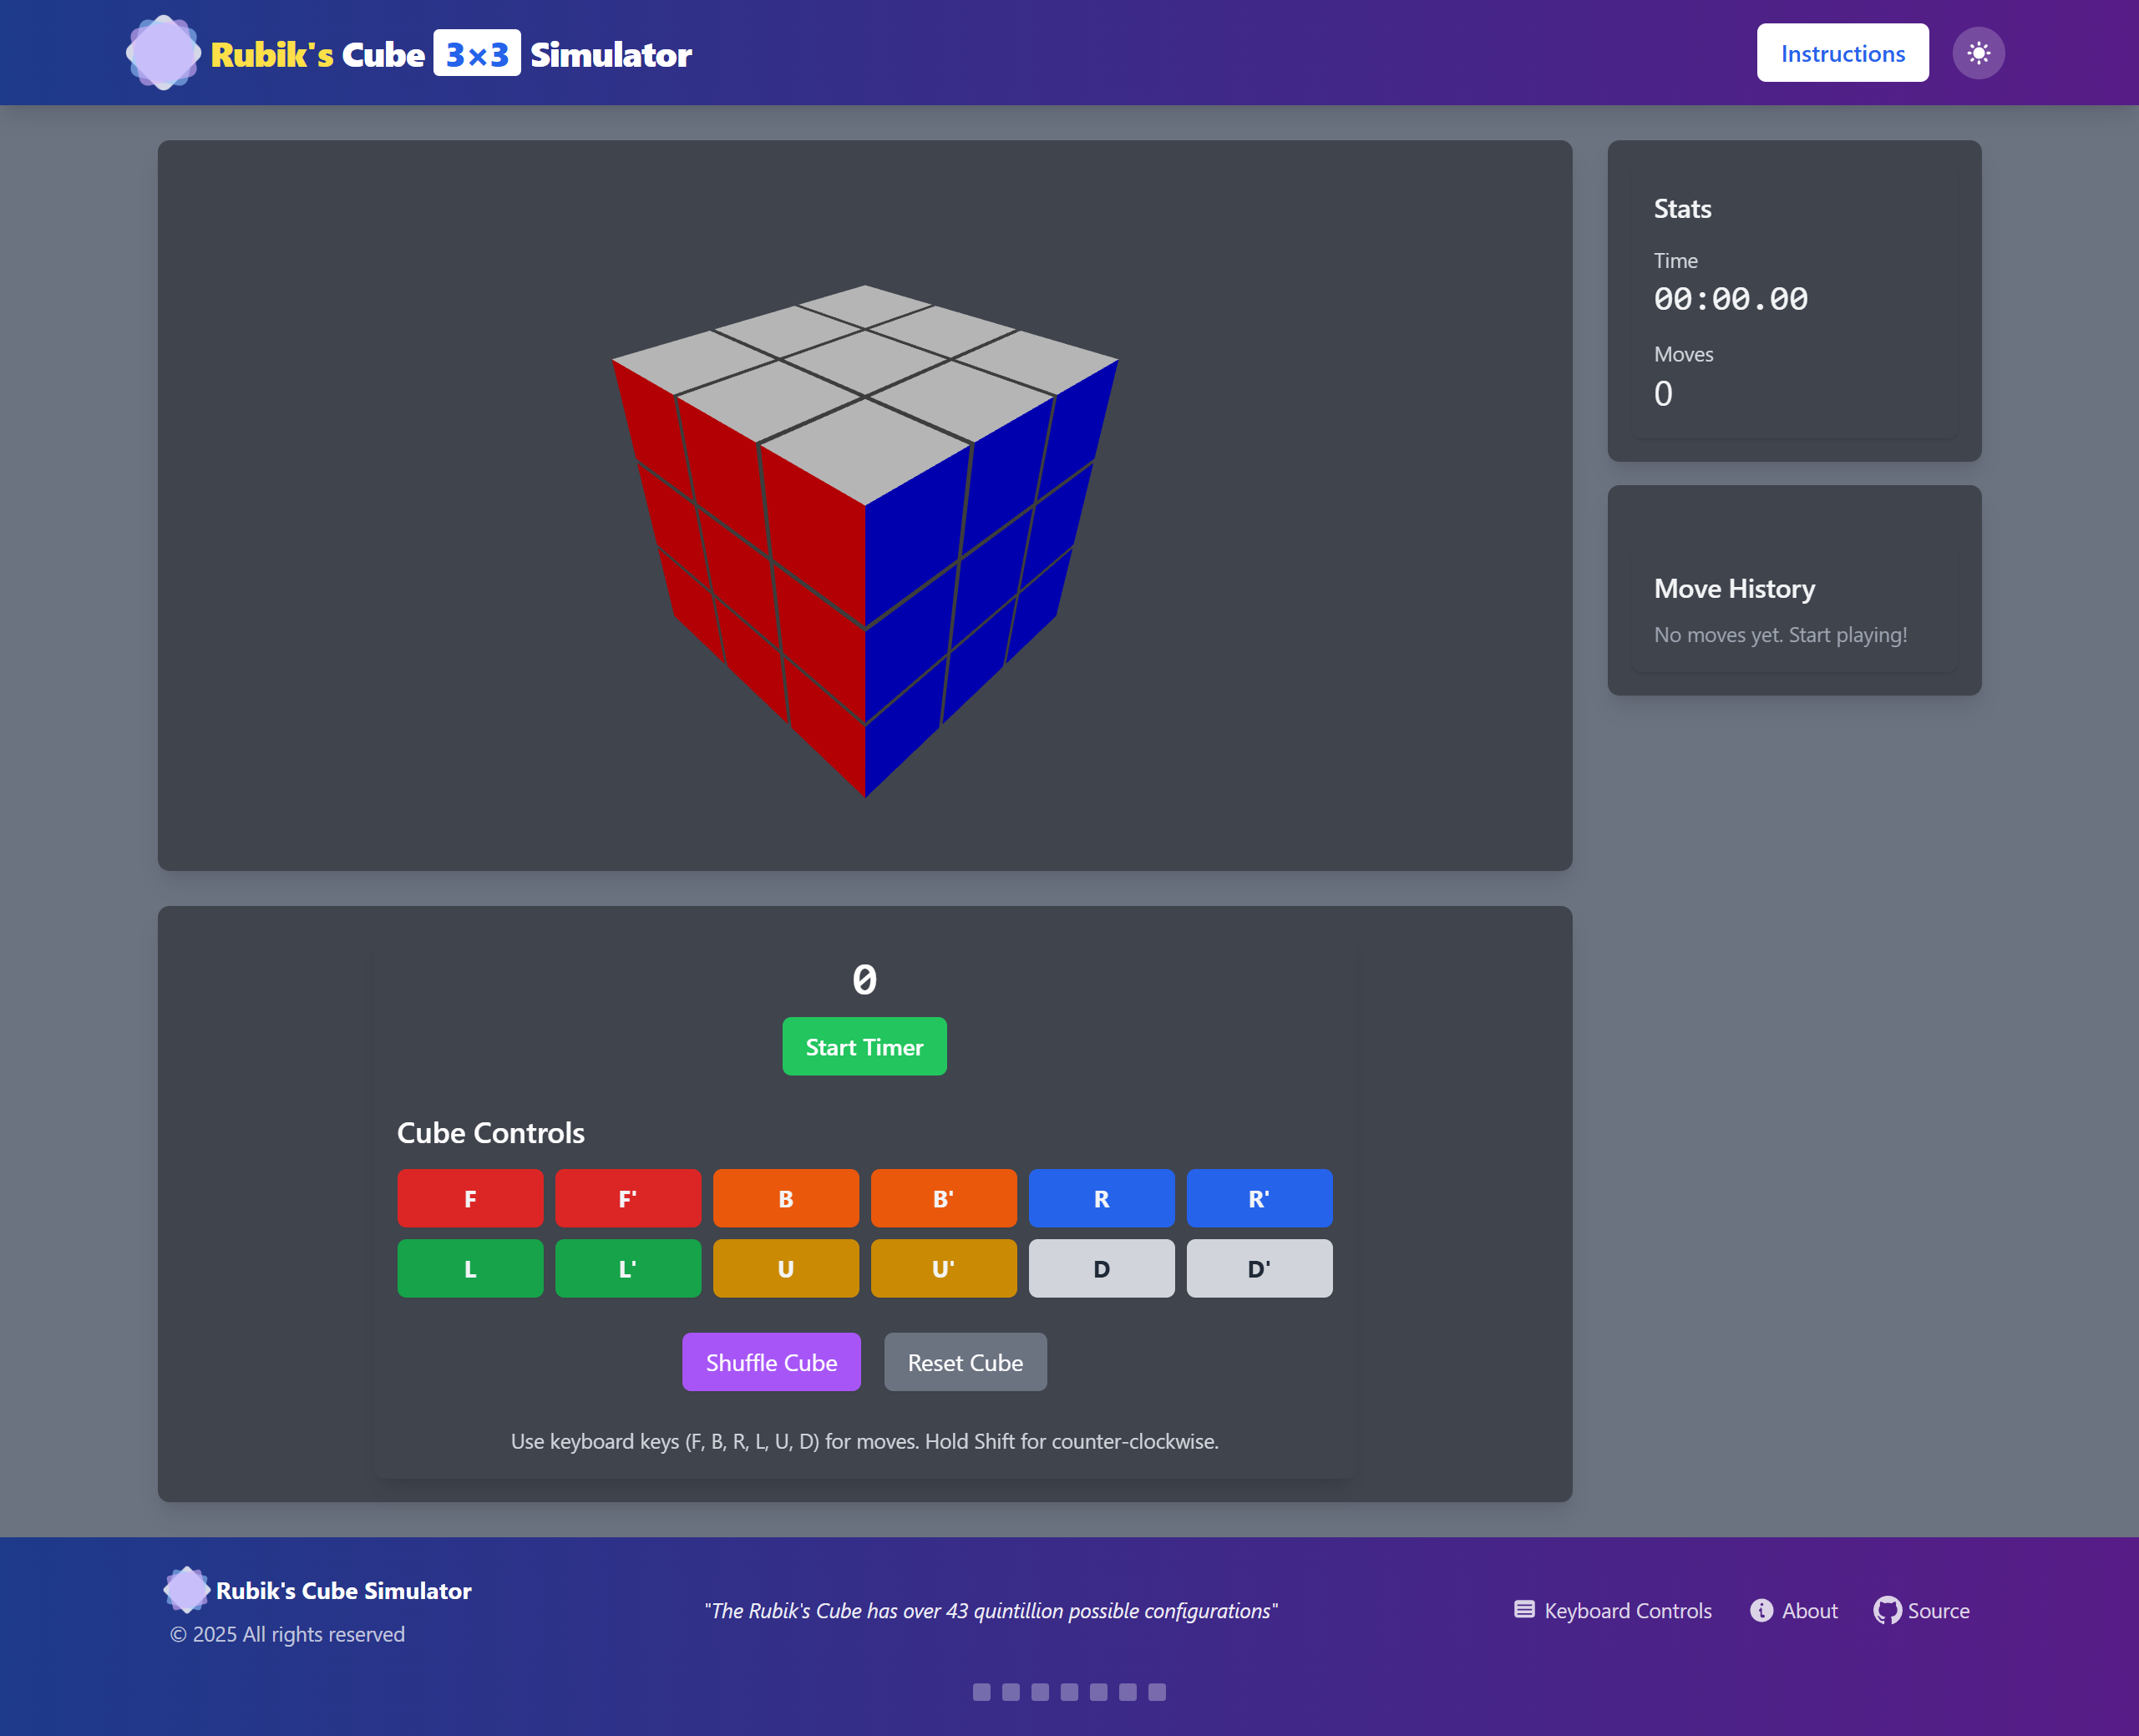 Rubik's Cube 3×3 Simulator
Instructions
Stats
Time
00:00.00
Moves
0
Move History
No moves yet. Start playing!
0
Start Timer
Cube Controls
F F' B B' R R'
L L' U U' D D'
Shuffle Cube Reset Cube
Use keyboard keys (F, B, R, L, U, D) for moves. Hold Shift for counter-clockwise.
Rubik's Cube Simulator
© 2025 All rights reserved
"The Rubik's Cube has over 43 quintillion possible configurations"
Keyboard Controls About Source